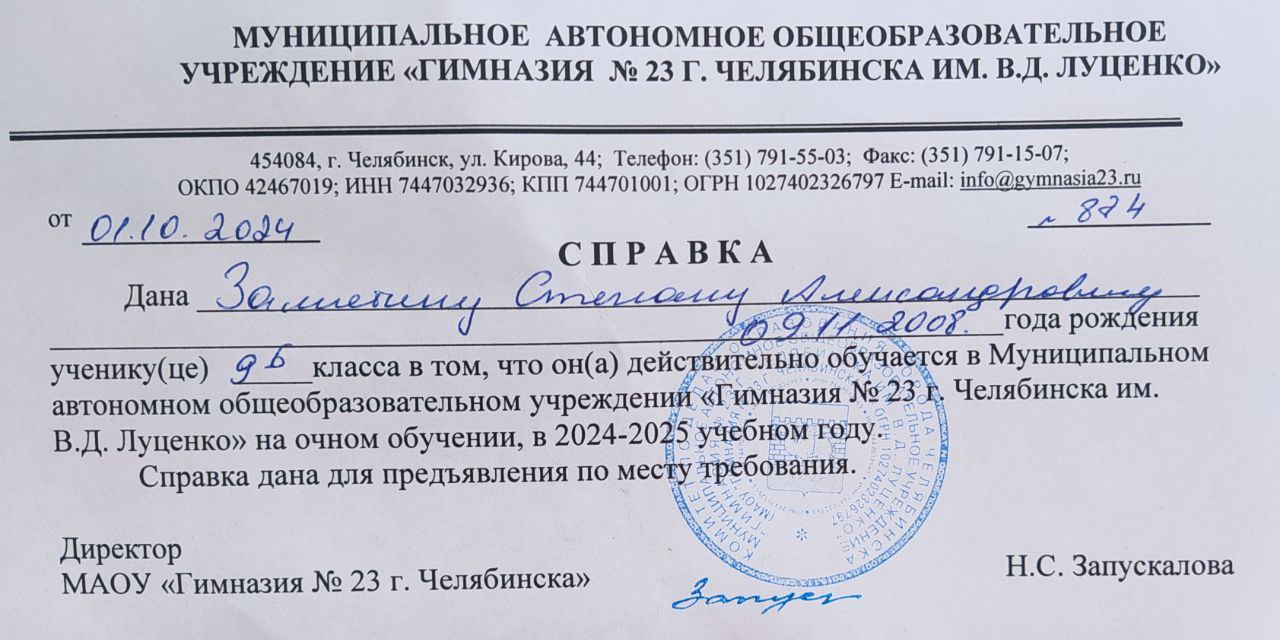 МУНИЦИПАЛЬНОЕ АВТОНОМНОЕ ОБЩЕОБРАЗОВАТЕЛЬНОЕ
УЧРЕЖДЕНИЕ «ГИМНАЗИЯ № 23 Г. ЧЕЛЯБИНСКА ИМ. В.Д. ЛУЦЕНКО»
454084, г. Челябинск, ул. Кирова, 44; Телефон: (351) 791-55-03; Факс: (351) 791-15-07;
ОКПО 42467019; ИНН 7447032936; КПП 744701001; ОГРН 1027402326797 E-mail: info@gymnasia23.ru
от 01.10.2024 № 874
СПРАВКА
Дана Степану Александровичу
09.11.2008. года рождения
ученику(це) 9Б класса в том, что он(а) действительно обучается в Муниципальном
автономном общеобразовательном учреждении «Гимназия № 23 г. Челябинска им.
В.Д. Луценко» на очном обучении, в 2024-2025 учебном году.
Справка дана для предъявления по месту требования.
Директор
МАОУ «Гимназия № 23 г. Челябинска» Н.С. Запускалова